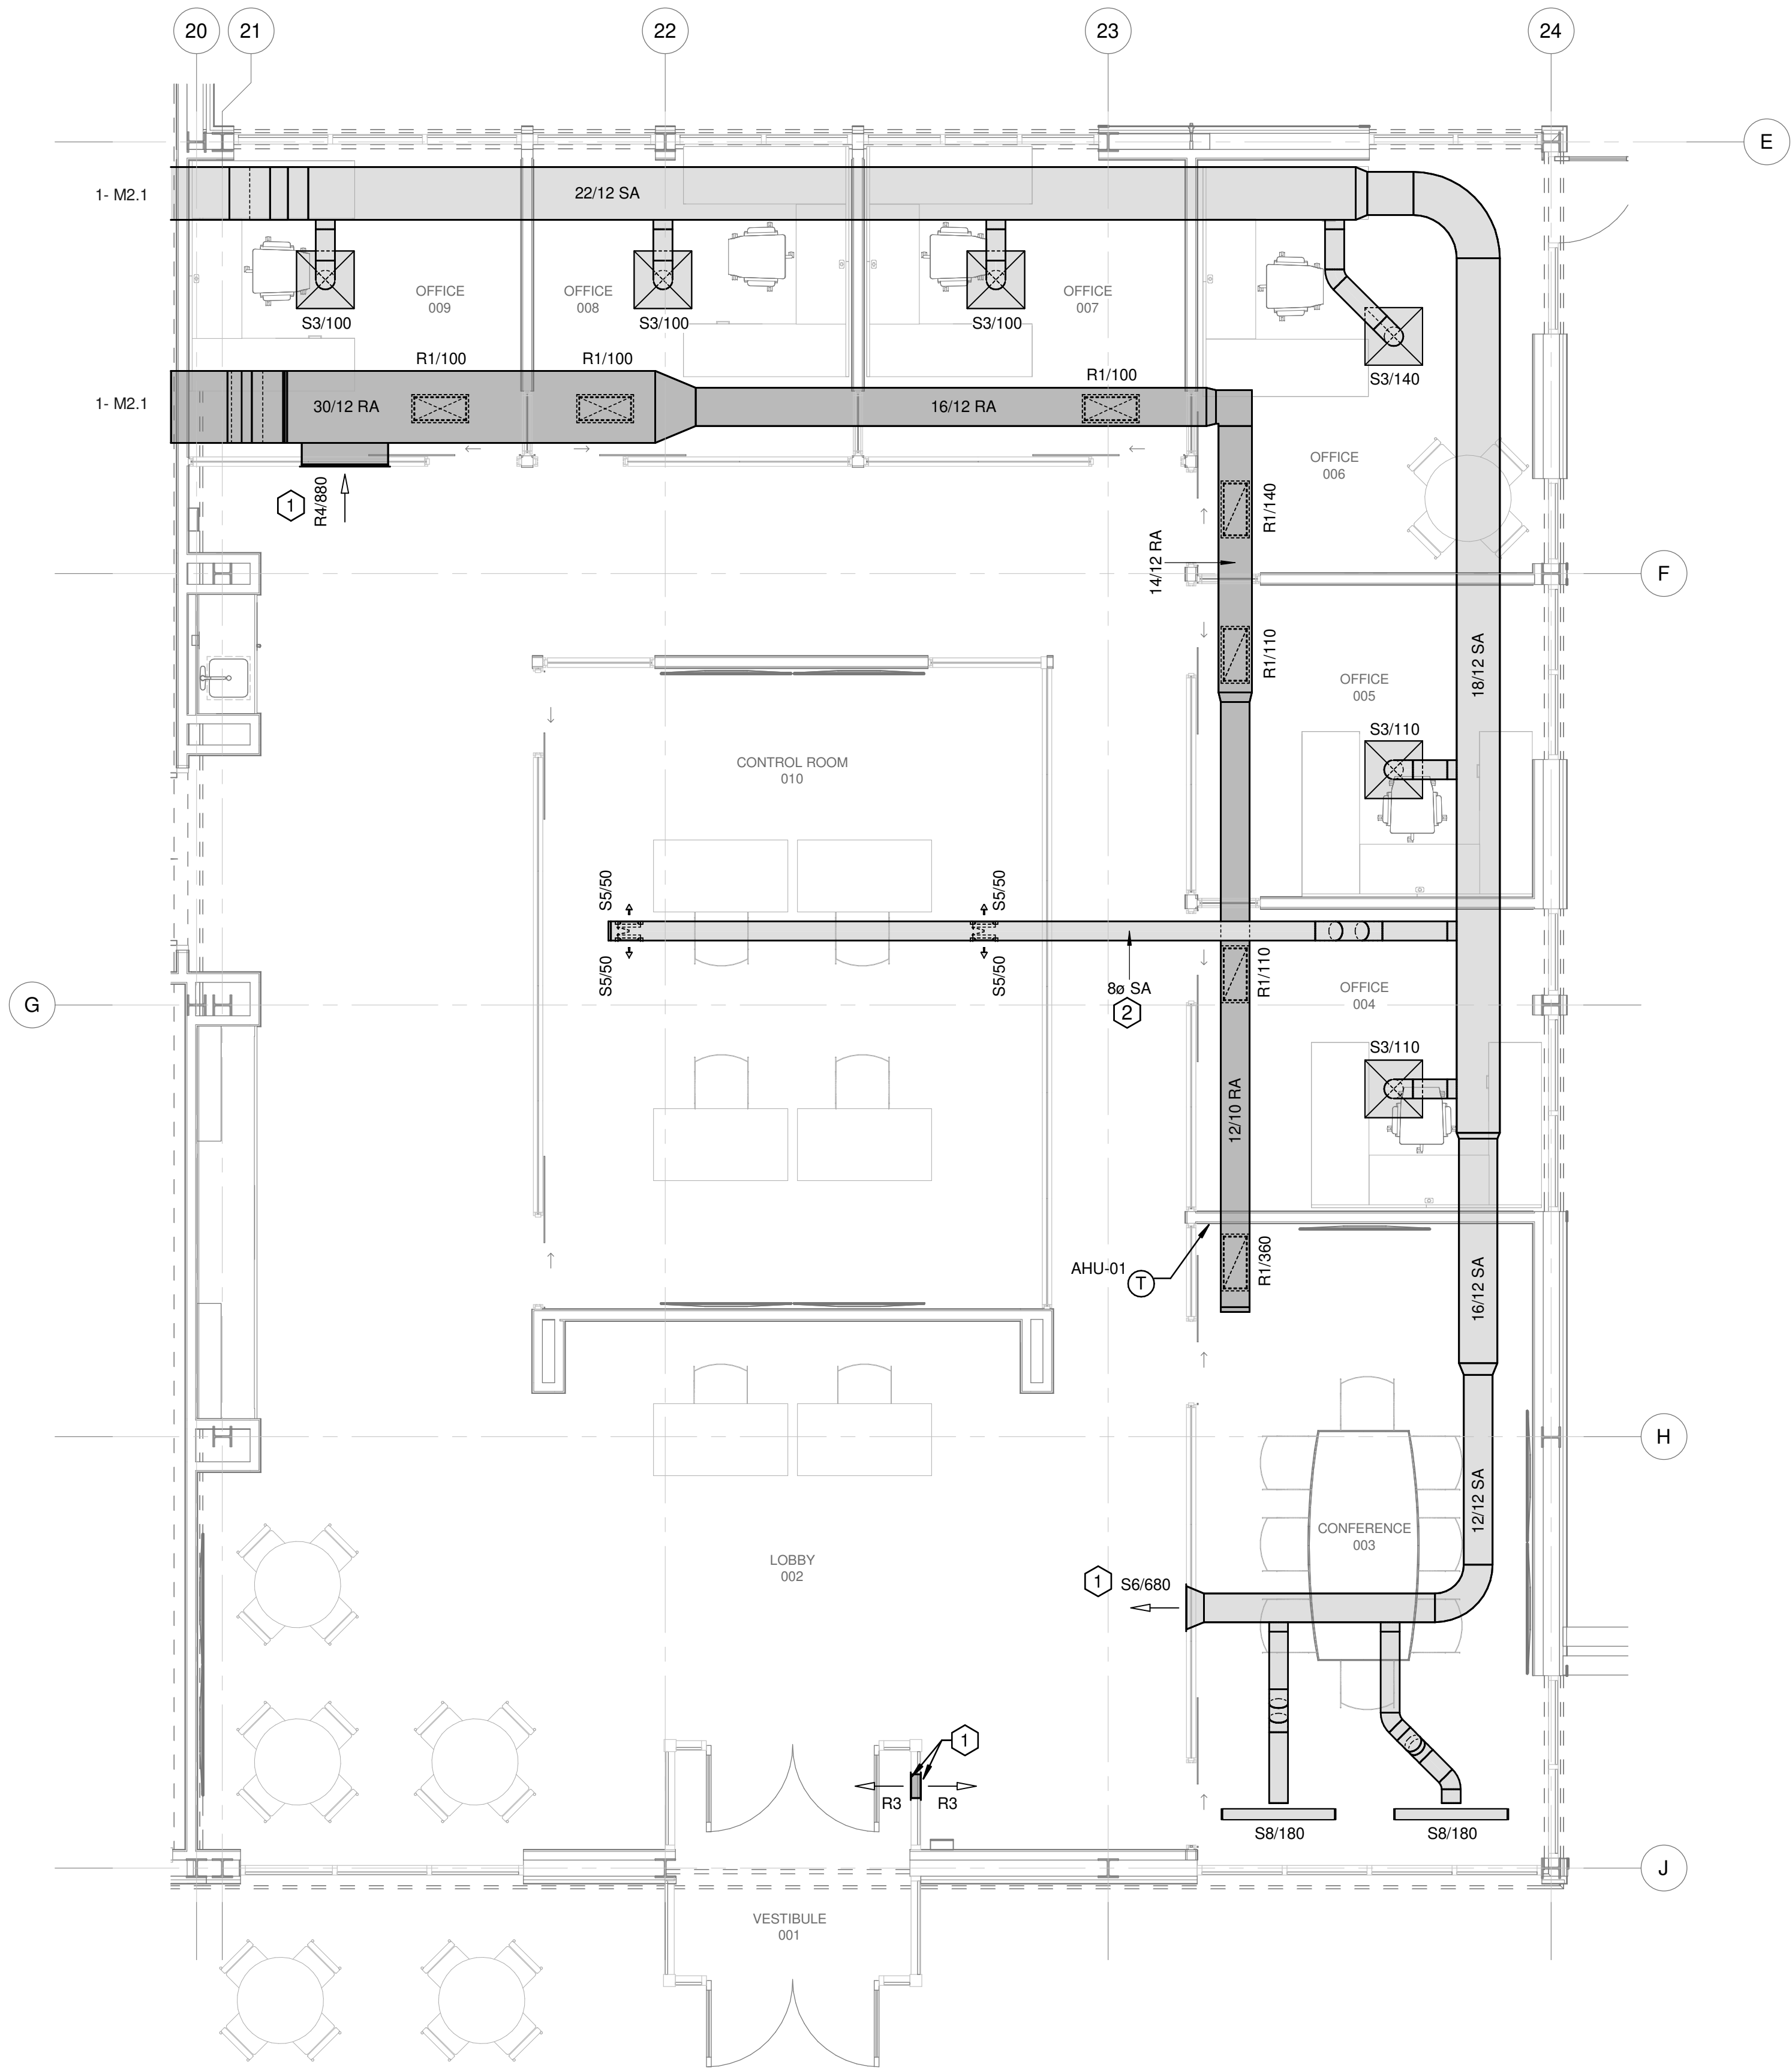 20
21
22
23
24
E
1- M2.1
22/12 SA
OFFICE
009
OFFICE
008
OFFICE
007
S3/100
S3/100
S3/100
S3/140
R1/100
R1/100
R1/100
1- M2.1
30/12 RA
16/12 RA
OFFICE
006
1
R4/880
R1/140
14/12 RA
F
R1/110
18/12 SA
OFFICE
005
S3/110
CONTROL ROOM
010
S5/50
S5/50
S5/50
S5/50
8ø SA
2
R1/110
OFFICE
004
G
S3/110
12/10 RA
AHU-01
T
R1/360
16/12 SA
H
12/12 SA
CONFERENCE
003
LOBBY
002
1
S6/680
1
R3
R3
S8/180
S8/180
J
VESTIBULE
001